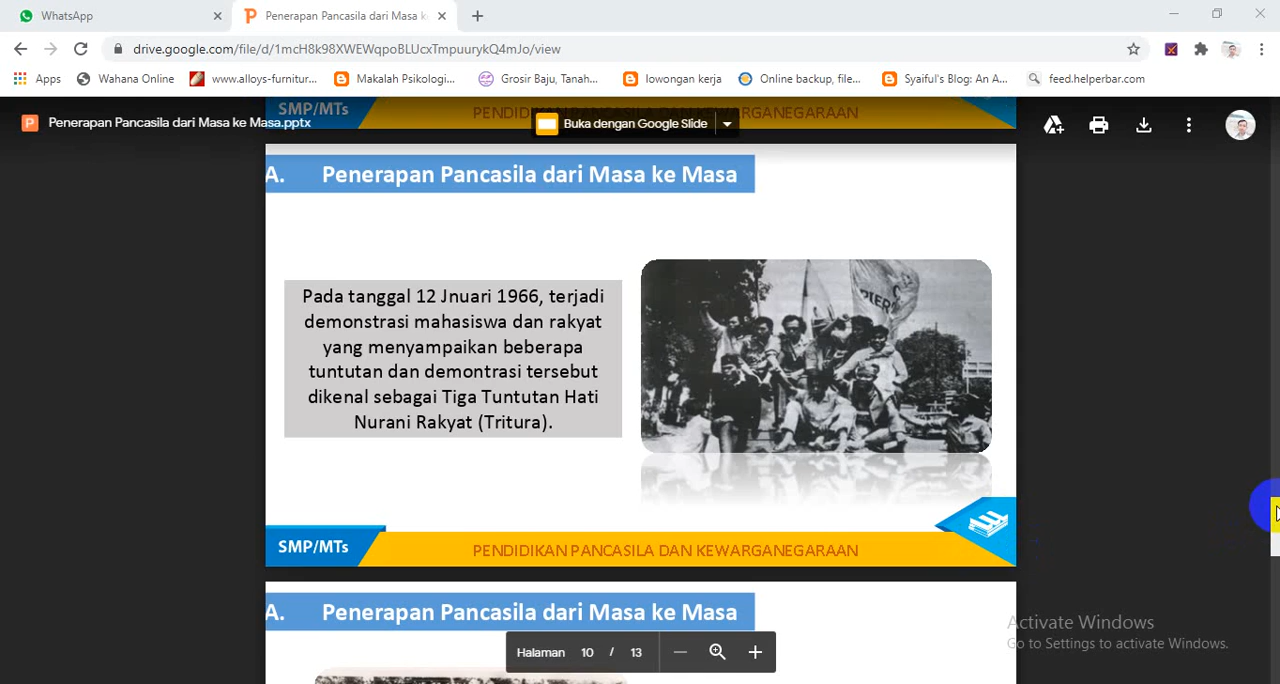 WhatsApp
Penerapan Pancasila dari Masa k
drive.google.com/file/d/1mcH8k98XWEWqpoBLUcxTmpuurykQ4mJo/view
Apps
Wahana Online
www.alloys-furnitur...
Makalah Psikologi...
Grosir Baju, Tanah...
lowongan kerj
Online backup, file...
Syaiful's Blog: An A...
feed.helperbar.com
SMP/MTs
PENDIDIKAN PANCASILA DAN KEWARGANEGARAAN
Penerapan Pancasila dari Masa ke Masa.pptx
Buka dengan Google Slide
A. Penerapan Pancasila dari Masa ke Masa
Pada tanggal 12 Jnuari 1966, terjadi
demonstrasi mahasiswa dan rakyat
yang menyampaikan beberapa
tuntutan dan demontrasi tersebut
dikenal sebagai Tiga Tuntutan Hati
Nurani Rakyat (Tritura).
SMP/MTs
PENDIDIKAN PANCASILA DAN KEWARGANEGARAAN
A. Penerapan Pancasila dari Masa ke Masa
Activate Windows
Go to Settings to activate Windows.
Halaman 10 / 13